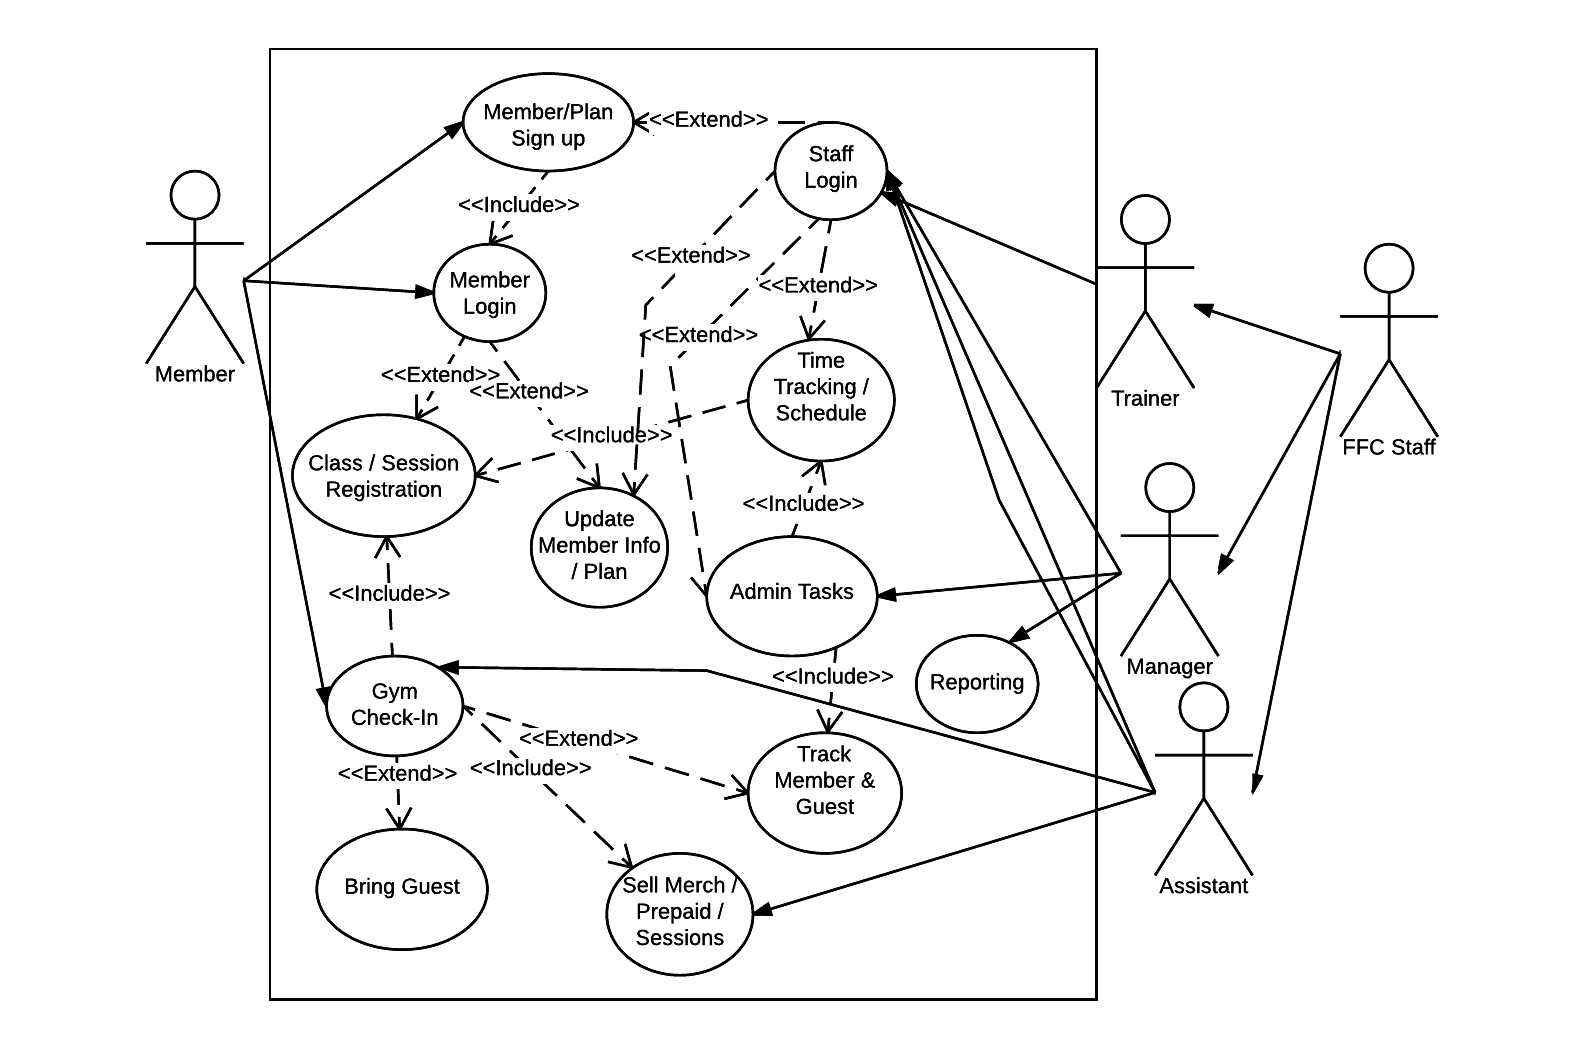 Member/Plan
Sign up
<<Extend>>
Staff
Login
<<Include>>
<<Extend>>
Member
Login
<<Extend>>
<<Extend>>
Member
<<Extend>>
<<Extend>>
Time
Tracking /
Schedule
Trainer
<<Include>>
FFC Staff
Class / Session
Registration
<<Include>>
Update
Member Info
/ Plan
Admin Tasks
<<Include>>
Manager
<<Include>>
Reporting
Gym
Check-In
<<Extend>>
<<Extend>>
<<Include>>
Track
Member &
Guest
Bring Guest
Sell Merch /
Prepaid /
Sessions
Assistant